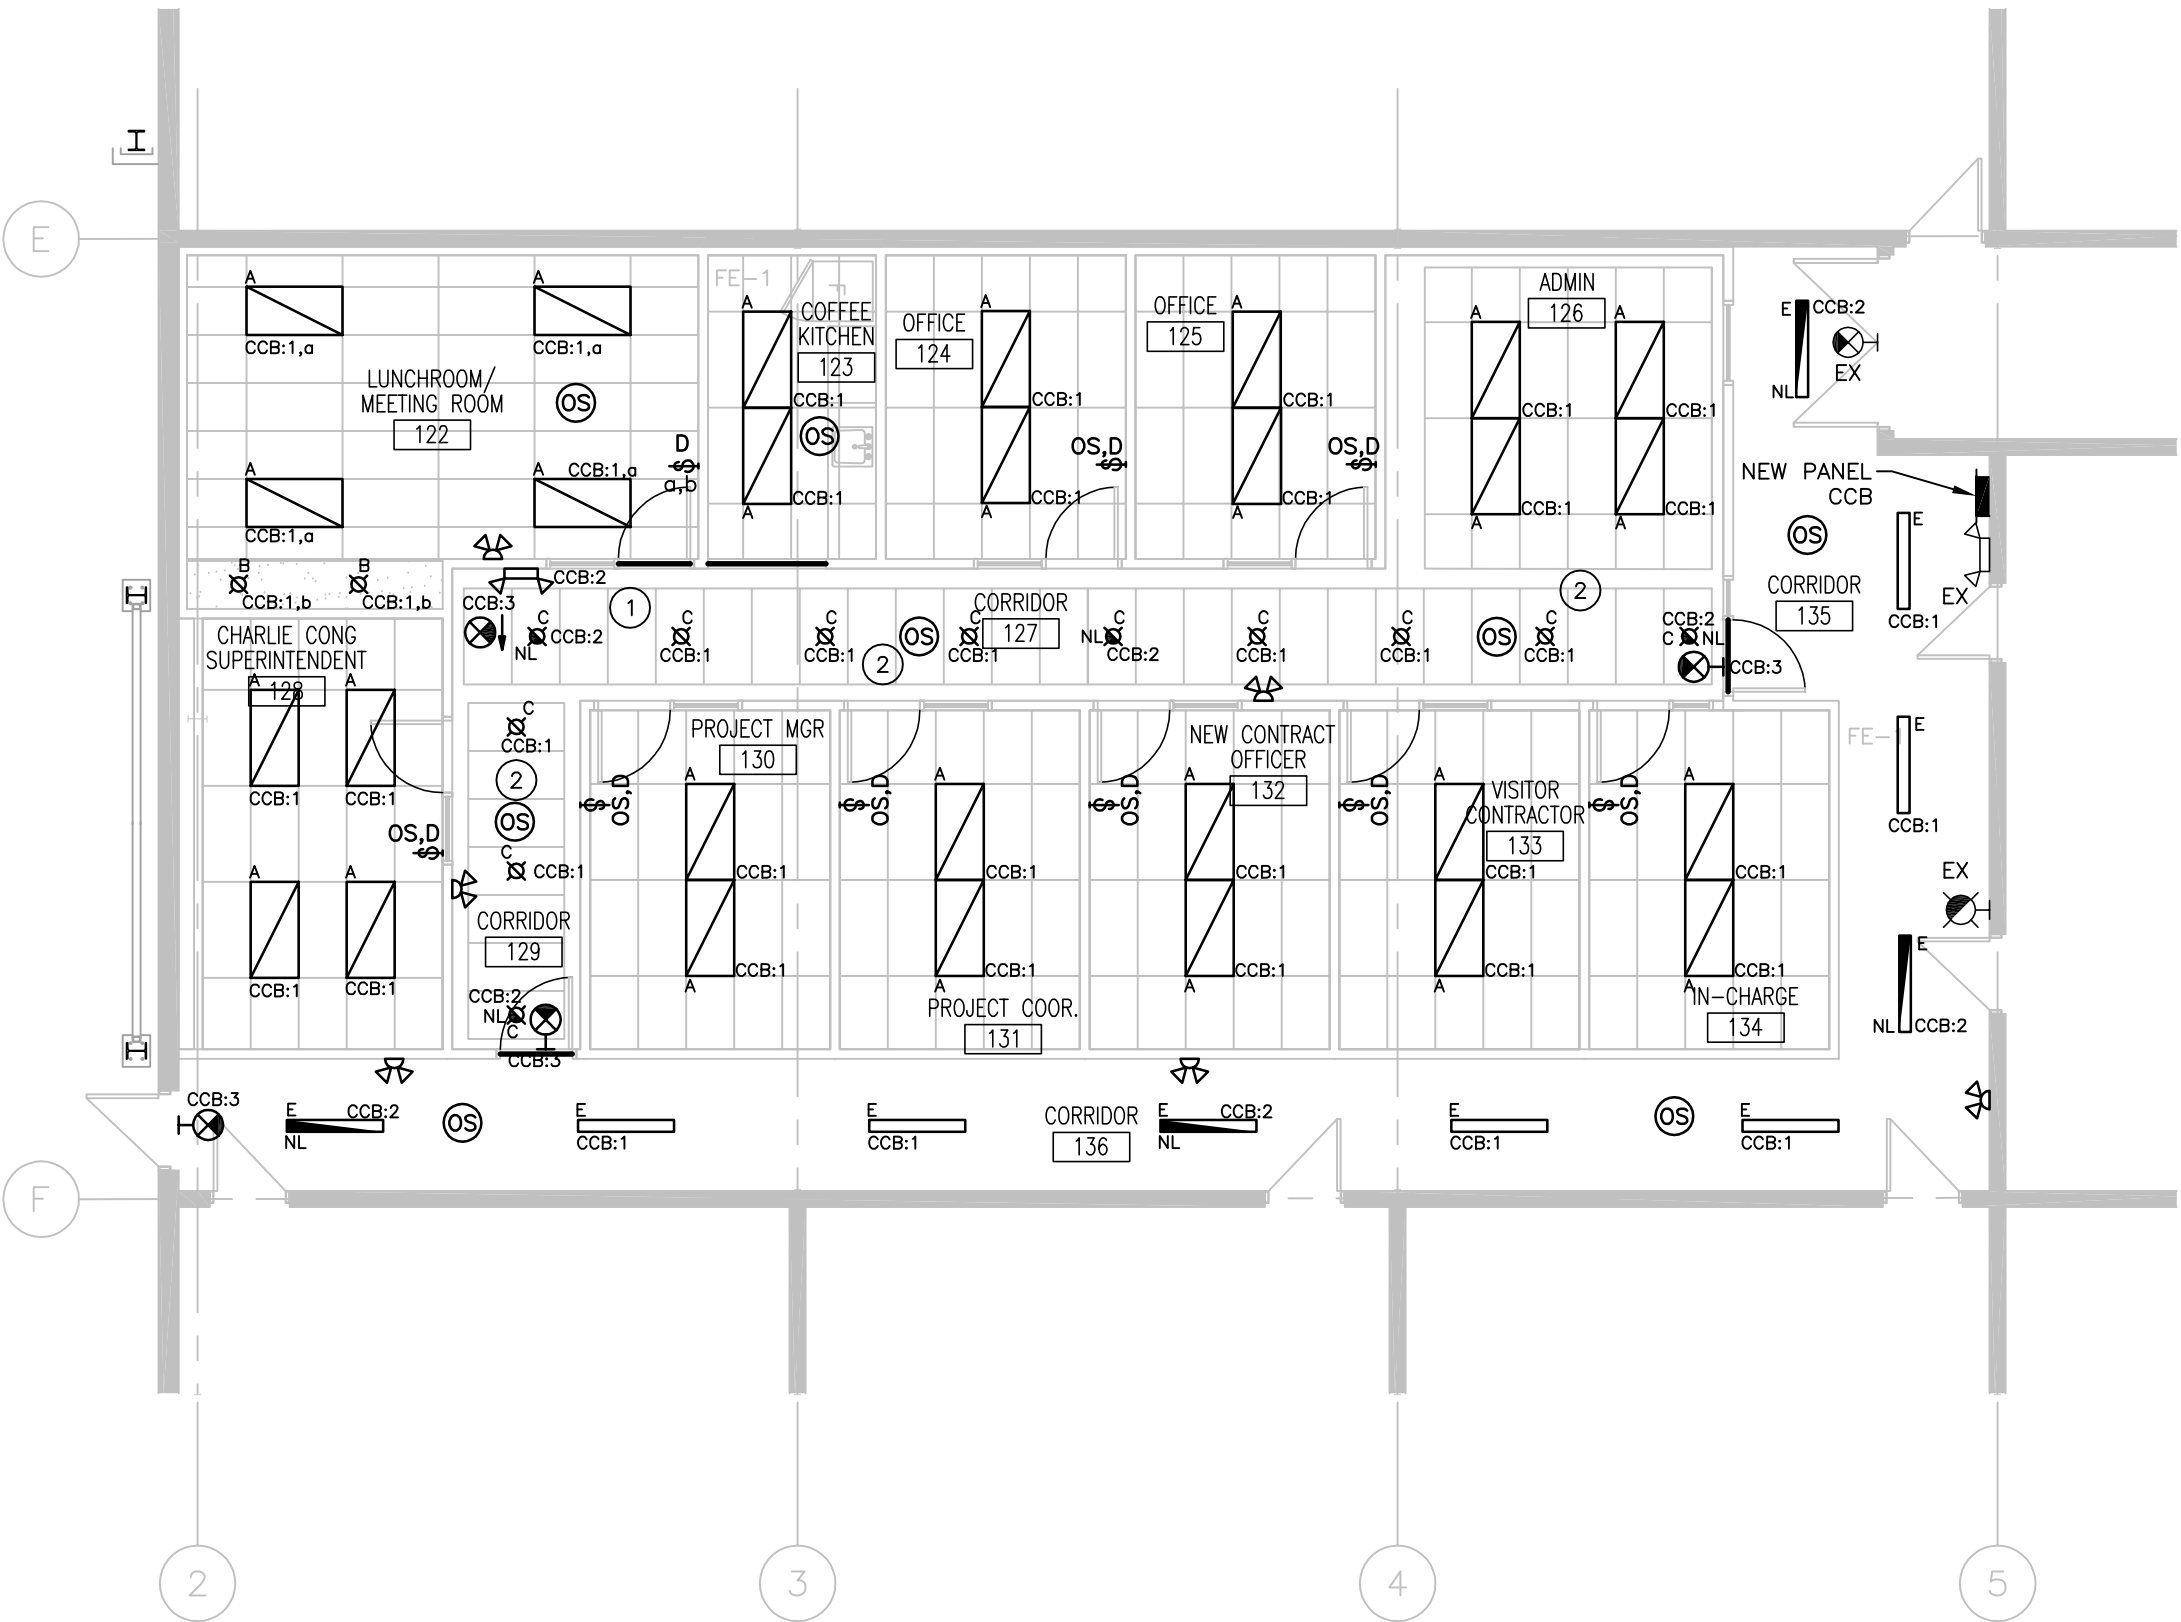 E
FE-1
A
A
CCB:1,a
CCB:1,a
LUNCHROOM/
MEETING ROOM
122
OS
D
$
a,b
A
A
CCB:1,a
CCB:1,a
B
B
CCB:1,b
CCB:1,b
A
COFFEE
KITCHEN
123
CCB:1
OS
CCB:1
A
OFFICE
124
A
CCB:1
OS,D
$
CCB:1
A
OFFICE
125
A
CCB:1
OS,D
$
CCB:1
A
ADMIN
126
A
A
CCB:1
CCB:1
CCB:1
CCB:1
A
A
E
CCB:2
NL
EX
NEW PANEL
CCB
OS
E
CCB:1
EX
CORRIDOR
135
CCB:2
CCB:3
C
CCB:2
NL
1
C
CCB:1
C
CCB:1
2
OS
C
CCB:1
CORRIDOR
127
C
NL
CCB:2
C
CCB:1
C
CCB:1
OS
C
CCB:1
2
CCB:2
C
NL
CCB:3
CHARLIE CONG
SUPERINTENDENT
128
A
A
CCB:1
CCB:1
OS,D
$
A
A
CCB:1
CCB:1
C
CCB:1
2
OS
C
CCB:1
CORRIDOR
129
CCB:2
NL
C
CCB:3
PROJECT MGR
130
$
OS,D
A
CCB:1
CCB:1
A
$
OS,D
A
CCB:1
CCB:1
A
PROJECT COOR.
131
NEW CONTRACT
OFFICER
132
$
OS,D
A
CCB:1
CCB:1
A
VISITOR
CONTRACTOR
133
$
OS,D
A
CCB:1
CCB:1
A
$
OS,D
A
CCB:1
CCB:1
A
IN-CHARGE
134
FE-1
E
CCB:1
EX
E
NL
CCB:2
CCB:3
E
CCB:2
NL
OS
E
CCB:1
E
CCB:1
CORRIDOR
136
E
CCB:2
NL
E
CCB:1
OS
E
CCB:1
F
2
3
4
5